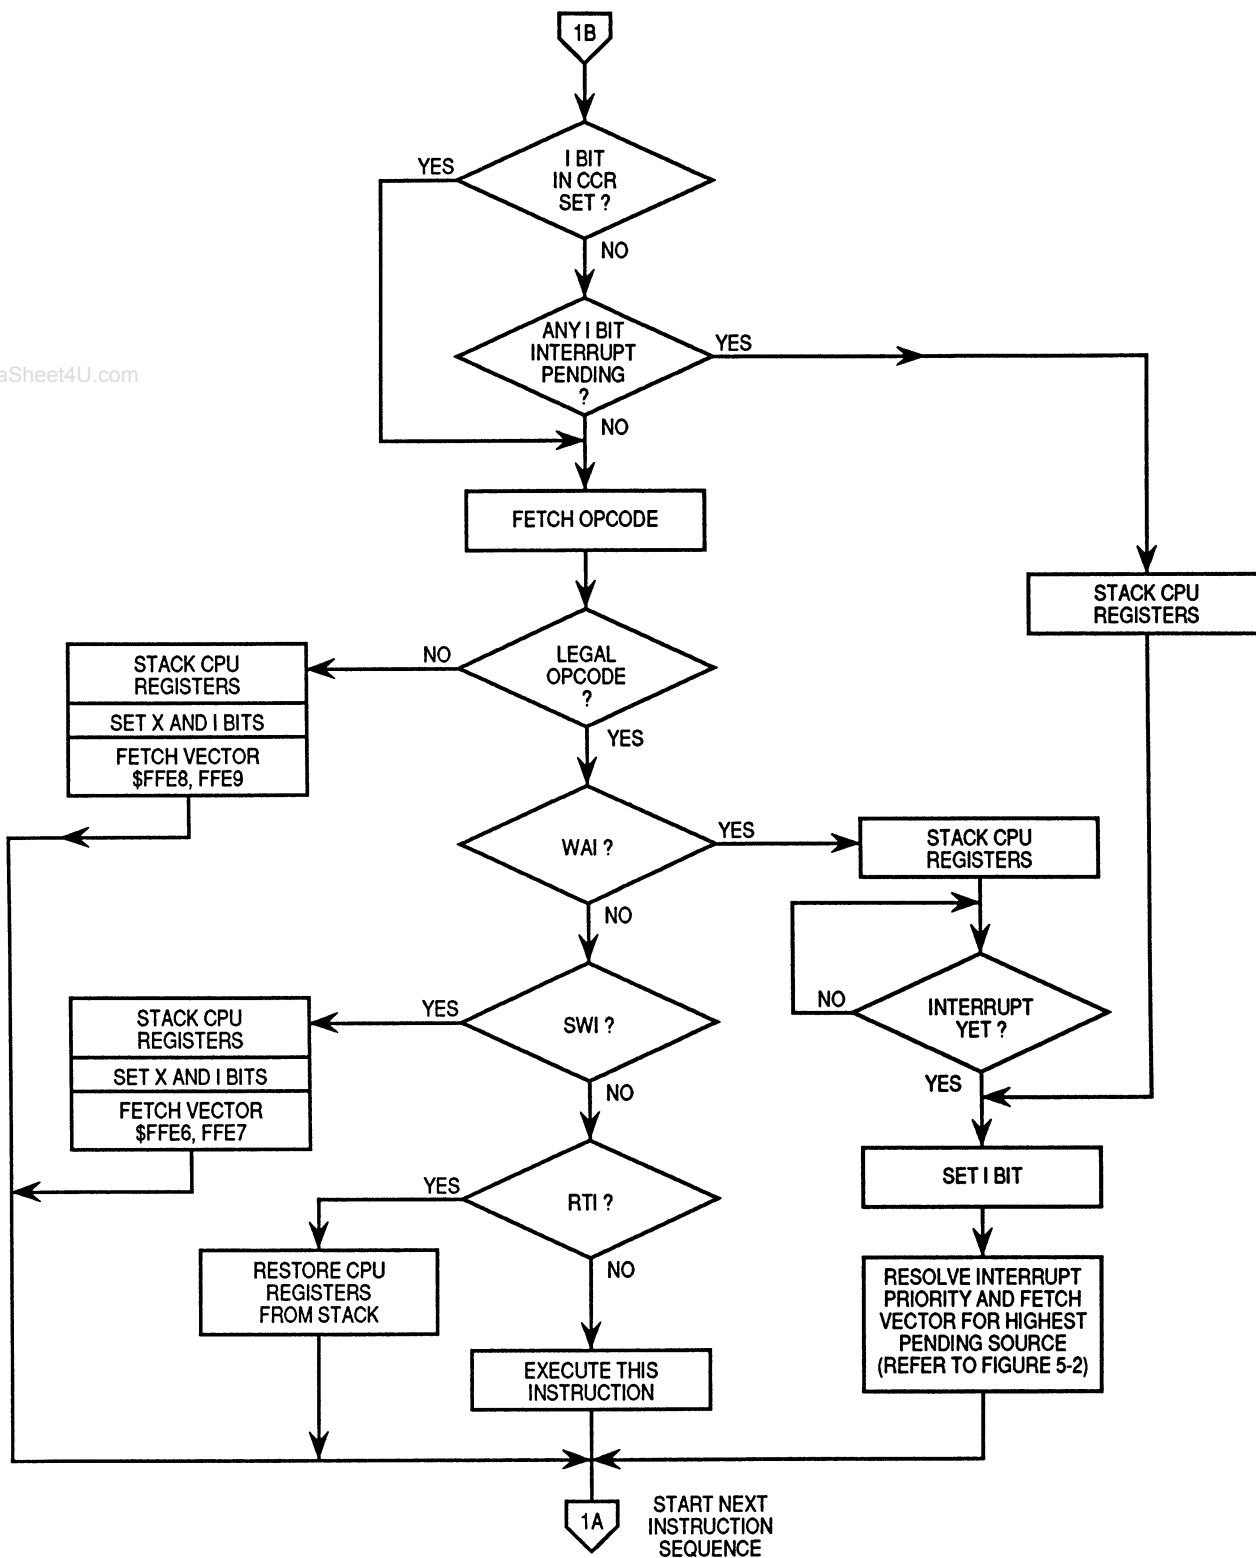 1B
I BIT
IN CCR
SET ?
YES
NO
ANY I BIT
INTERRUPT
PENDING
?
YES
NO
aSheet4U.com
FETCH OPCODE
STACK CPU
REGISTERS
LEGAL
OPCODE
?
NO
YES
STACK CPU
REGISTERS
SET X AND I BITS
FETCH VECTOR
$FFE8, FFE9
WAI ?
YES
NO
STACK CPU
REGISTERS
INTERRUPT
YET ?
NO
YES
SWI ?
YES
NO
STACK CPU
REGISTERS
SET X AND I BITS
FETCH VECTOR
$FFE6, FFE7
SET I BIT
RTI ?
YES
NO
RESTORE CPU
REGISTERS
FROM STACK
RESOLVE INTERRUPT
PRIORITY AND FETCH
VECTOR FOR HIGHEST
PENDING SOURCE
(REFER TO FIGURE 5-2)
EXECUTE THIS
INSTRUCTION
1A
START NEXT
INSTRUCTION
SEQUENCE